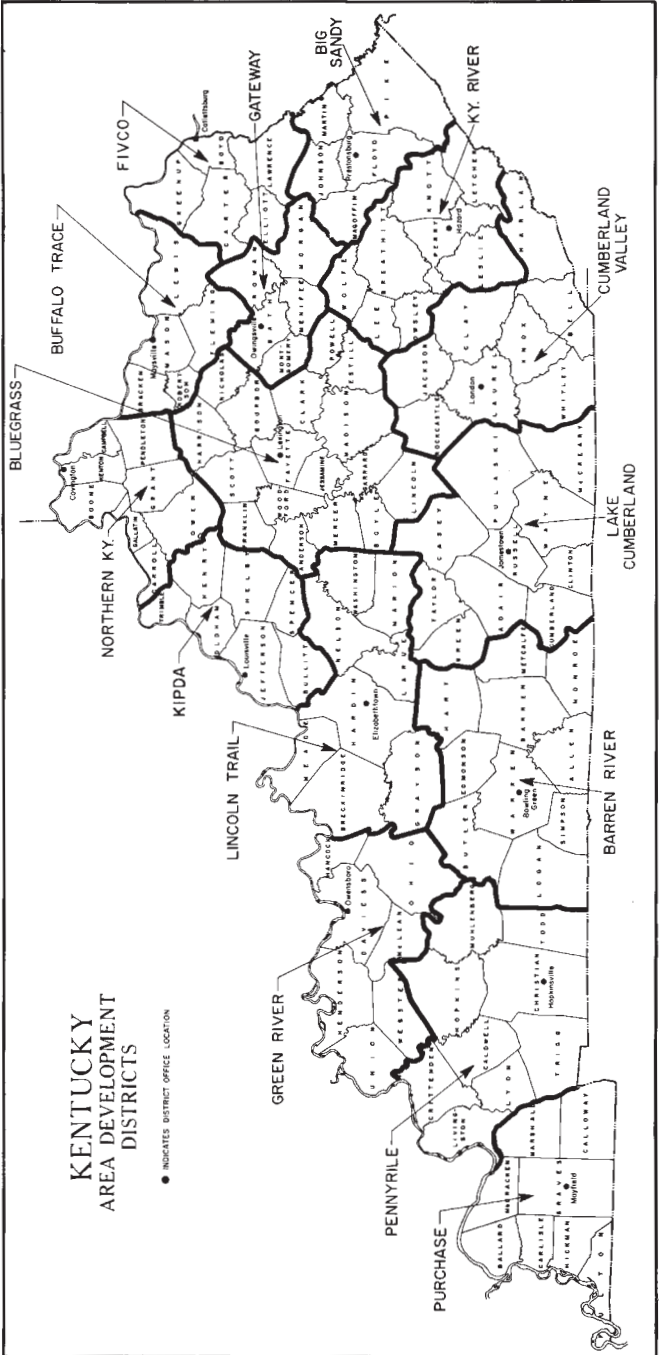 KENTUCKY
AREA DEVELOPMENT
DISTRICTS
● INDICATES DISTRICT OFFICE LOCATION
PURCHASE
BALLARD
McCRACKEN
CARLISLE
HICKMAN
GRAVES
Mayfield
MARSHALL
CALLOWAY
FULTON
PENNYRILE
LIVINGSTON
CRITTENDEN
CALDWELL
LYON
TRIGG
HOPKINS
CHRISTIAN
Hopkinsville
TODD
MUHLENBERG
GREEN RIVER
UNION
HENDERSON
WEBSTER
McLEAN
DAVIESS
Owensboro
HANCOCK
OHIO
BARREN RIVER
BUTLER
EDMONSON
LOGAN
WARREN
Bowling
Green
SIMPSON
ALLEN
BARREN
HART
METCALFE
MONROE
LINCOLN TRAIL
BRECKINRIDGE
MEADE
HARDIN
Elizabethtown
GRAYSON
LARUE
NELSON
WASHINGTON
MARION
KIPDA
JEFFERSON
Louisville
BULLITT
OLDHAM
TRIMBLE
HENRY
SHELBY
SPENCER
NORTHERN KY
CARROLL
GALLATIN
OWEN
GRANT
BOONE
KENTON
CAMPBELL
PENDLETON
Covington
BLUEGRASS
FRANKLIN
SCOTT
HARRISON
NICHOLAS
BOURBON
WOODFORD
FAYETTE
Lexington
CLARK
ANDERSON
MERCER
JESSAMINE
MADISON
POWELL
ESTILL
BOYLE
GARRARD
LINCOLN
BUFFALO TRACE
BRACKEN
ROBERTSON
MASON
Maysville
FLEMING
LEWIS
FIVCO
GREENUP
CARTER
BOYD
Catlettsburg
ELLIOTT
LAWRENCE
GATEWAY
ROWAN
BATH
Owingsville
MONTGOMERY
MENIFEE
MORGAN
BIG
SANDY
JOHNSON
MARTIN
MAGOFFIN
FLOYD
Prestonsburg
PIKE
KY. RIVER
WOLFE
LEE
BREATHITT
OWSLEY
PERRY
Hazard
KNOTT
LESLIE
LETCHER
CUMBERLAND
VALLEY
ROCKCASTLE
JACKSON
LAUREL
London
CLAY
KNOX
WHITLEY
BELL
HARLAN
LAKE
CUMBERLAND
TAYLOR
GREEN
CASEY
ADAIR
RUSSELL
Jamestown
PULASKI
WAYNE
CLINTON
CUMBERLAND
McCREARY